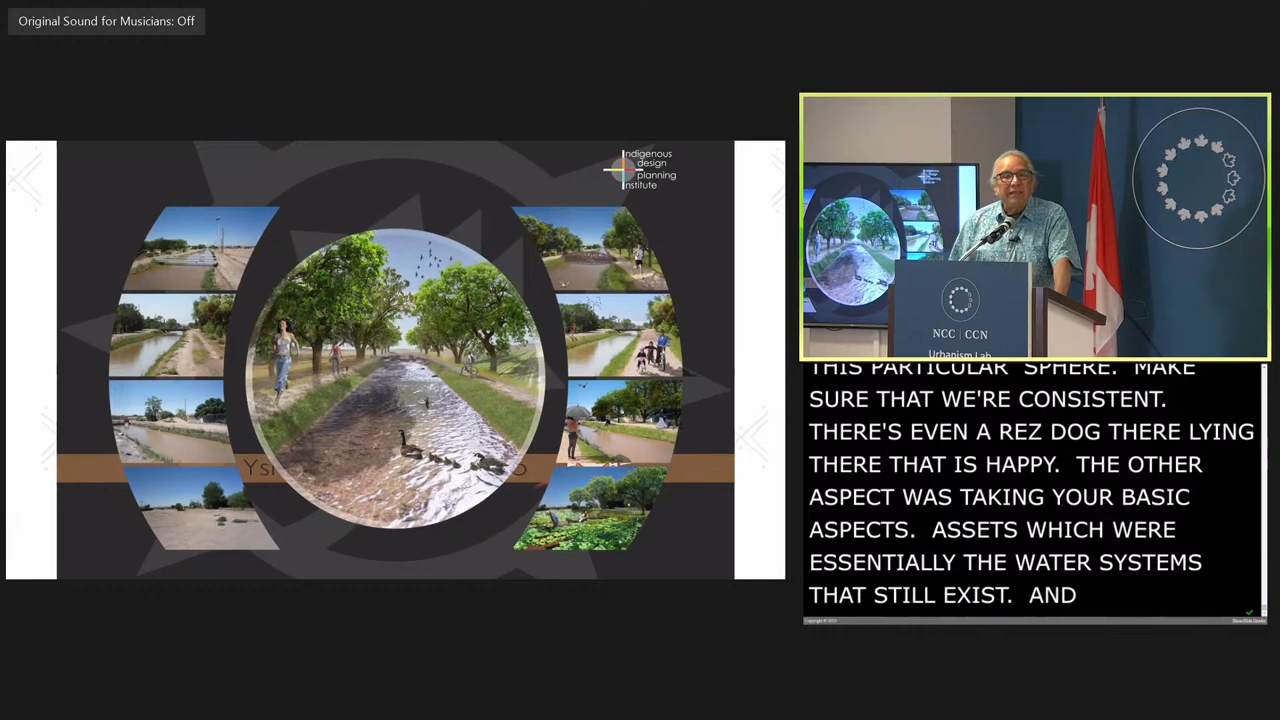 Original Sound for Musicians: Off
indigenous
design
planning
institute
Ysl
O
NCC | CCN
Urbanism Lab
THIS PARTICULAR SPHERE. MAKE
SURE THAT WE'RE CONSISTENT.
THERE'S EVEN A REZ DOG THERE LYING
THERE THAT IS HAPPY. THE OTHER
ASPECT WAS TAKING YOUR BASIC
ASPECTS. ASSETS WHICH WERE
ESSENTIALLY THE WATER SYSTEMS
THAT STILL EXIST. AND